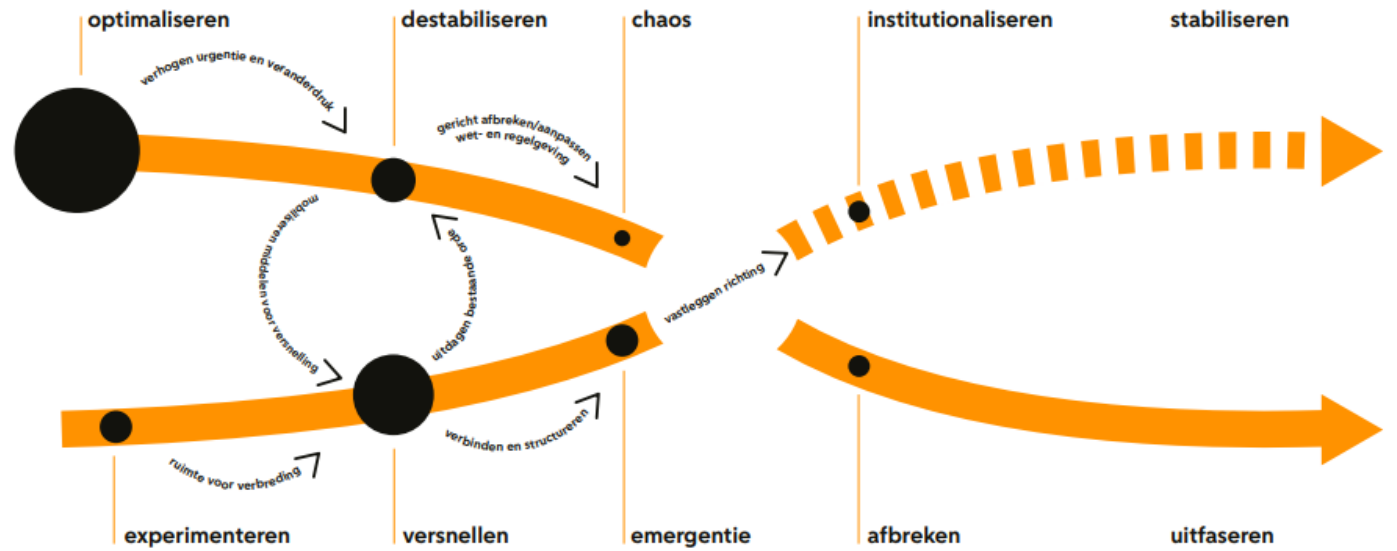 optimaliseren
destabiliseren
chaos
institutionaliseren
stabiliseren
verhogen urgentie en veranderdruk
gericht afbreken/aanpassen
wet- en regelgeving
mobiliseren middelen voor versnelling
uitdagen bestaande orde
vastleggen richting
verbinden en structureren
ruimte voor verbreding
experimenteren
versnellen
emergentie
afbreken
uitfaseren